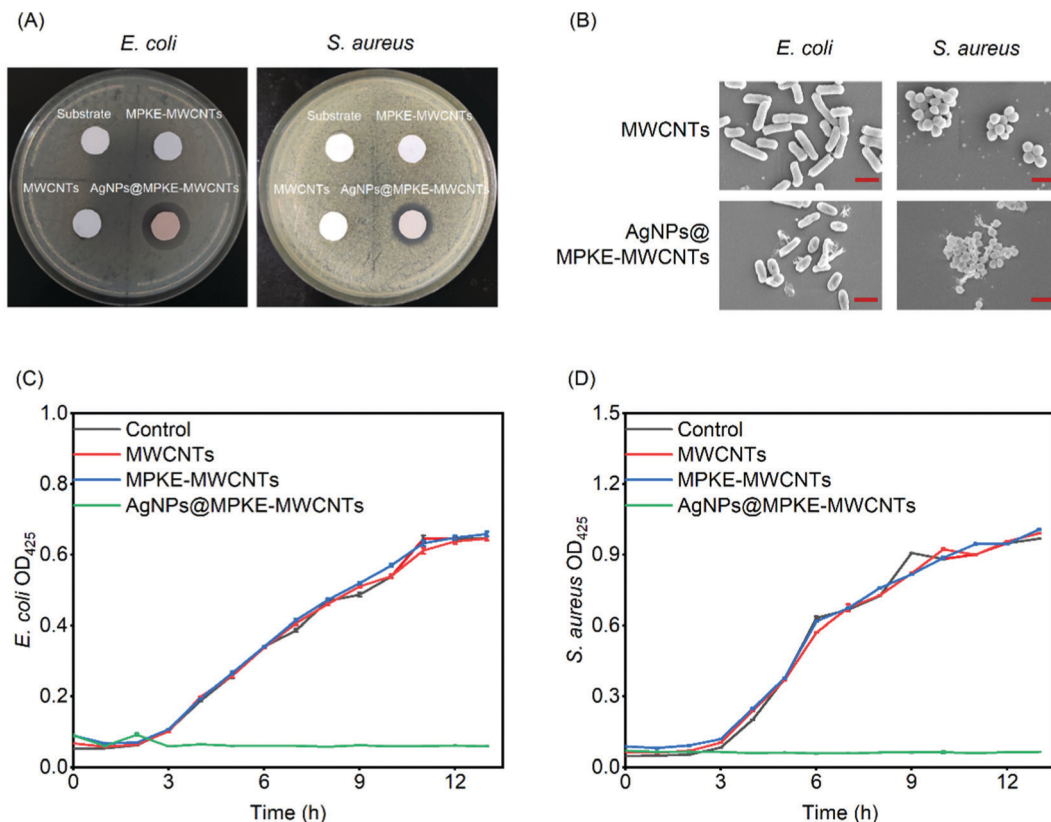 (A)
E. coli
S. aureus
Substrate
MPKE-MWCNTs
MWCNTs
AgNPs@MPKE-MWCNTs
Substrate
MPKE-MWCNTs
MWCNTs
AgNPs@MPKE-MWCNTs
(B)
E. coli
S. aureus
MWCNTs
AgNPs@
MPKE-MWCNTs
(C)
1.0
0.8
0.6
0.4
0.2
0.0
E. coli OD425
Control
MWCNTs
MPKE-MWCNTs
AgNPs@MPKE-MWCNTs
0 3 6 9 12
Time (h)
(D)
1.5
1.2
0.9
0.6
0.3
0.0
S. aureus OD425
Control
MWCNTs
MPKE-MWCNTs
AgNPs@MPKE-MWCNTs
0 3 6 9 12
Time (h)